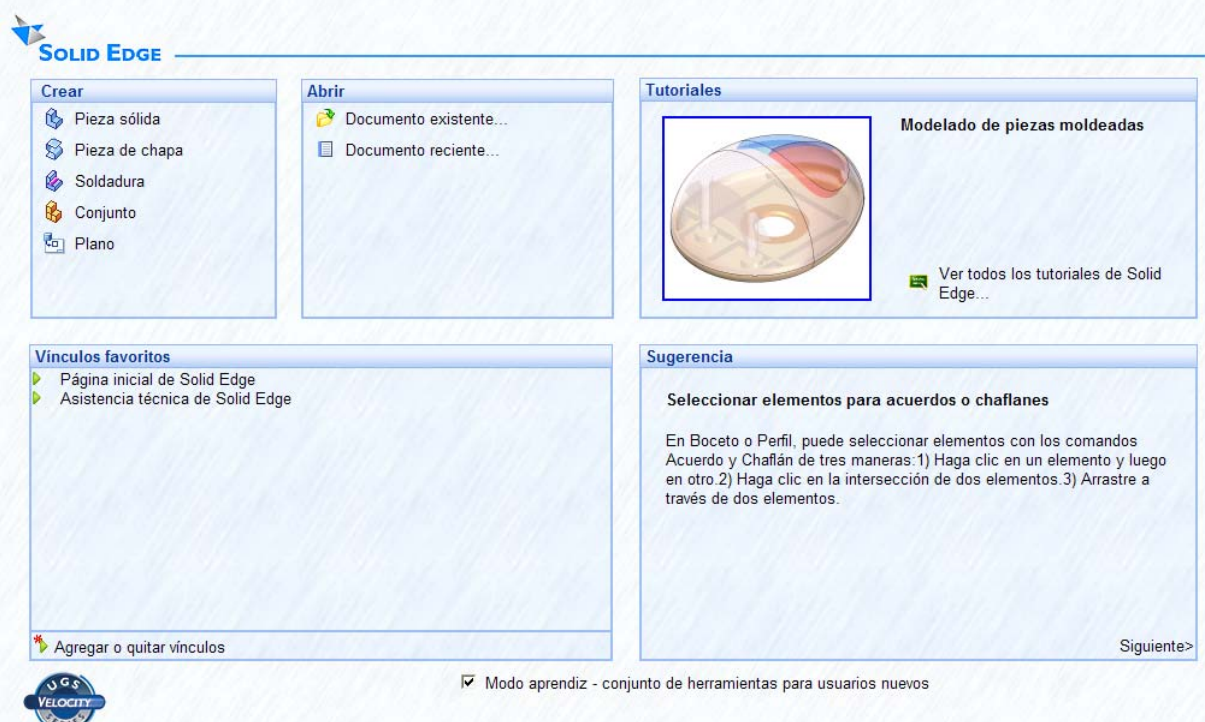 SOLID EDGE
Crear
Pieza sólida
Pieza de chapa
Soldadura
Conjunto
Plano
Abrir
Documento existente...
Documento reciente...
Tutoriales
Modelado de piezas moldeadas
Ver todos los tutoriales de Solid
Edge...
Vínculos favoritos
Página inicial de Solid Edge
Asistencia técnica de Solid Edge
Agregar o quitar vínculos
Sugerencia
Seleccionar elementos para acuerdos o chaflanes
En Boceto o Perfil, puede seleccionar elementos con los comandos
Acuerdo y Chaflán de tres maneras:1) Haga clic en un elemento y luego
en otro.2) Haga clic en la intersección de dos elementos.3) Arrastre a
través de dos elementos.
Siguiente>
UGS
VELOCITY
SERIES
Modo aprendiz - conjunto de herramientas para usuarios nuevos